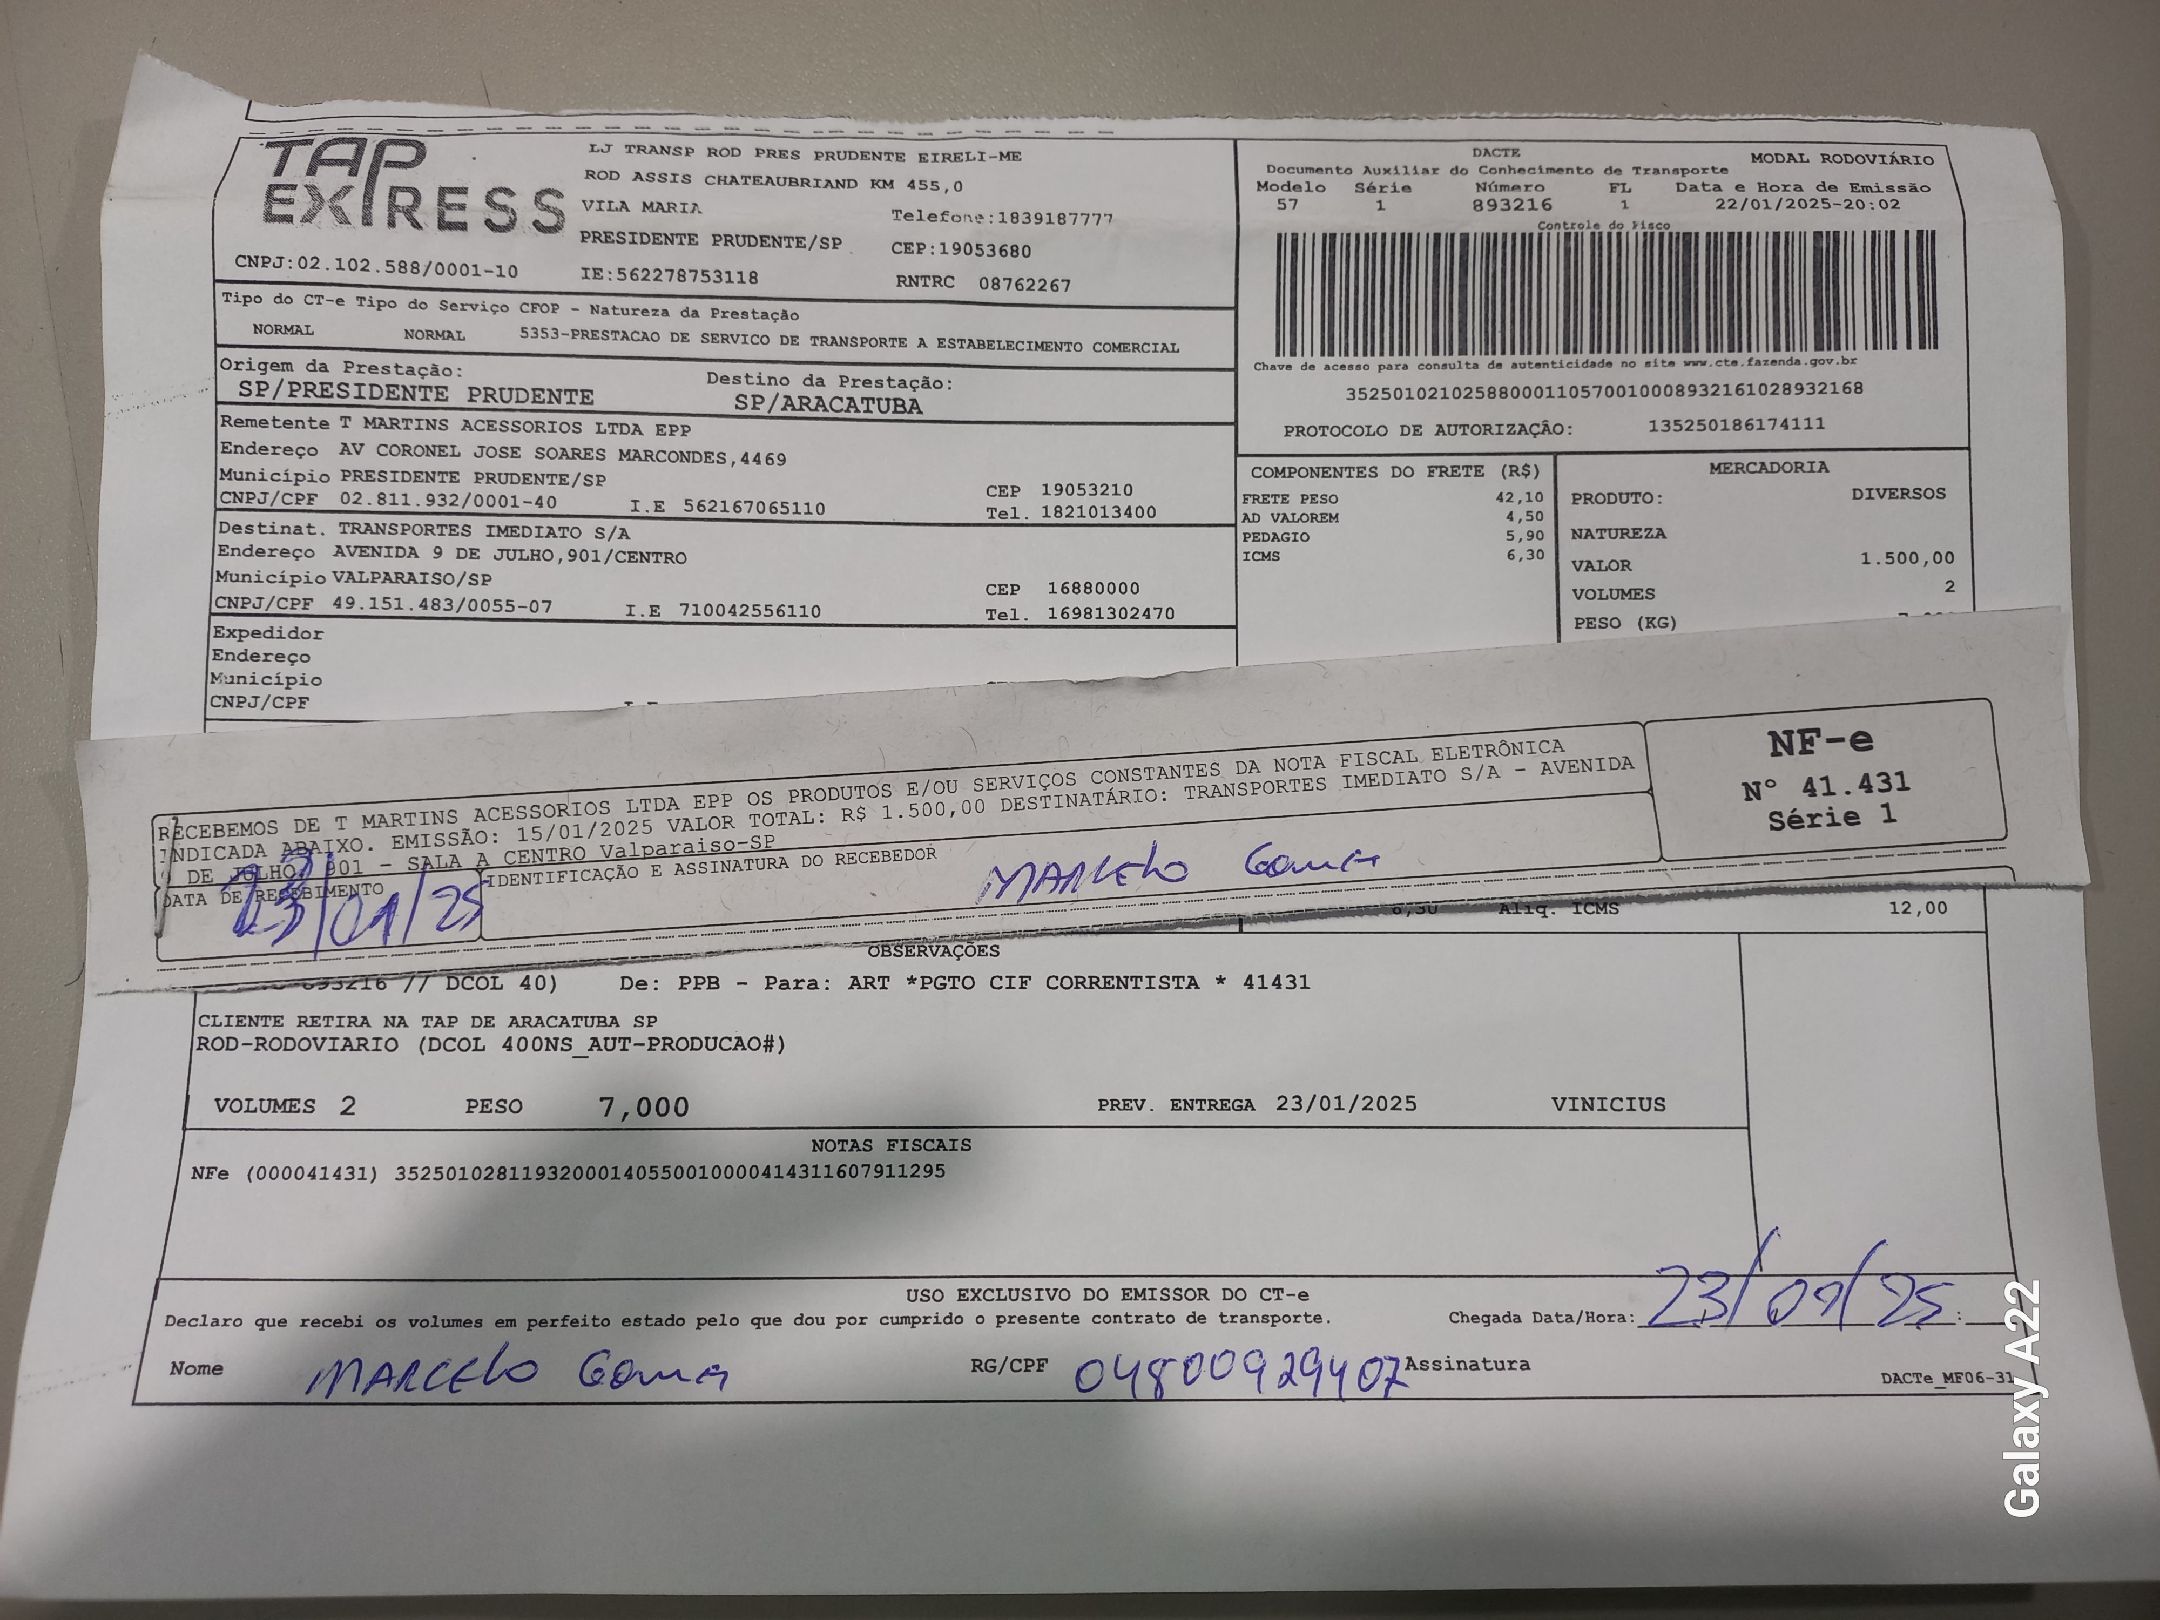 TAP
EXPRESS
LJ TRANSP ROD PRES PRUDENTE EIRELI-ME
ROD ASSIS CHATEAUBRIAND KM 455,0
VILA MARIA Telefone:1839187777
PRESIDENTE PRUDENTE/SP CEP:19053680
CNPJ:02.102.588/0001-10 IE:562278753118 RNTRC 08762267
DACTE MODAL RODOVIÁRIO
Documento Auxiliar do Conhecimento de Transporte
Modelo Série Número FL Data e Hora de Emissão
57 1 893216 1 22/01/2025-20:02
Controle do Fisco
Chave de acesso para consulta de autenticidade no site www.cte.fazenda.gov.br
35250102102588000110570010008932161028932168
PROTOCOLO DE AUTORIZAÇÃO: 135250186174111
Tipo do CT-e Tipo do Serviço CFOP - Natureza da Prestação
NORMAL NORMAL 5353-PRESTACAO DE SERVICO DE TRANSPORTE A ESTABELECIMENTO COMERCIAL
Origem da Prestação: Destino da Prestação:
SP/PRESIDENTE PRUDENTE SP/ARACATUBA
Remetente T MARTINS ACESSORIOS LTDA EPP
Endereço AV CORONEL JOSE SOARES MARCONDES,4469
Município PRESIDENTE PRUDENTE/SP CEP 19053210
CNPJ/CPF 02.811.932/0001-40 I.E 562167065110 Tel. 1821013400
Destinat. TRANSPORTES IMEDIATO S/A
Endereço AVENIDA 9 DE JULHO,901/CENTRO
Município VALPARAISO/SP CEP 16880000
CNPJ/CPF 49.151.483/0055-07 I.E 710042556110 Tel. 16981302470
Expedidor
Endereço
Município
CNPJ/CPF
COMPONENTES DO FRETE (R$)
FRETE PESO 42,10
AD VALOREM 4,50
PEDAGIO 5,90
ICMS 6,30
MERCADORIA
PRODUTO: DIVERSOS
NATUREZA
VALOR 1.500,00
VOLUMES 2
PESO (KG)
RECEBEMOS DE T MARTINS ACESSORIOS LTDA EPP OS PRODUTOS E/OU SERVIÇOS CONSTANTES DA NOTA FISCAL ELETRÔNICA
INDICADA ABAIXO. EMISSÃO: 15/01/2025 VALOR TOTAL: R$ 1.500,00 DESTINATÁRIO: TRANSPORTES IMEDIATO S/A - AVENIDA
9 DE JULHO, 901 - SALA A CENTRO Valparaiso-SP
DATA DE RECEBIMENTO IDENTIFICAÇÃO E ASSINATURA DO RECEBEDOR
23/01/25 MARCELO Gama
NF-e
Nº 41.431
Série 1
6,30 Aliq. ICMS 12,00
OBSERVAÇÕES
893216 // DCOL 40) De: PPB - Para: ART *PGTO CIF CORRENTISTA * 41431
CLIENTE RETIRA NA TAP DE ARACATUBA SP
ROD-RODOVIARIO (DCOL 400NS_AUT-PRODUCAO#)
VOLUMES 2 PESO 7,000 PREV. ENTREGA 23/01/2025 VINICIUS
NOTAS FISCAIS
NFe (000041431) 35250102811932000140550010000414311607911295
USO EXCLUSIVO DO EMISSOR DO CT-e
Declaro que recebi os volumes em perfeito estado pelo que dou por cumprido o presente contrato de transporte. Chegada Data/Hora: 23/01/25 :
Nome MARCELO Gama RG/CPF 04800929407 Assinatura
DACTe_MF06-31
Galaxy A22